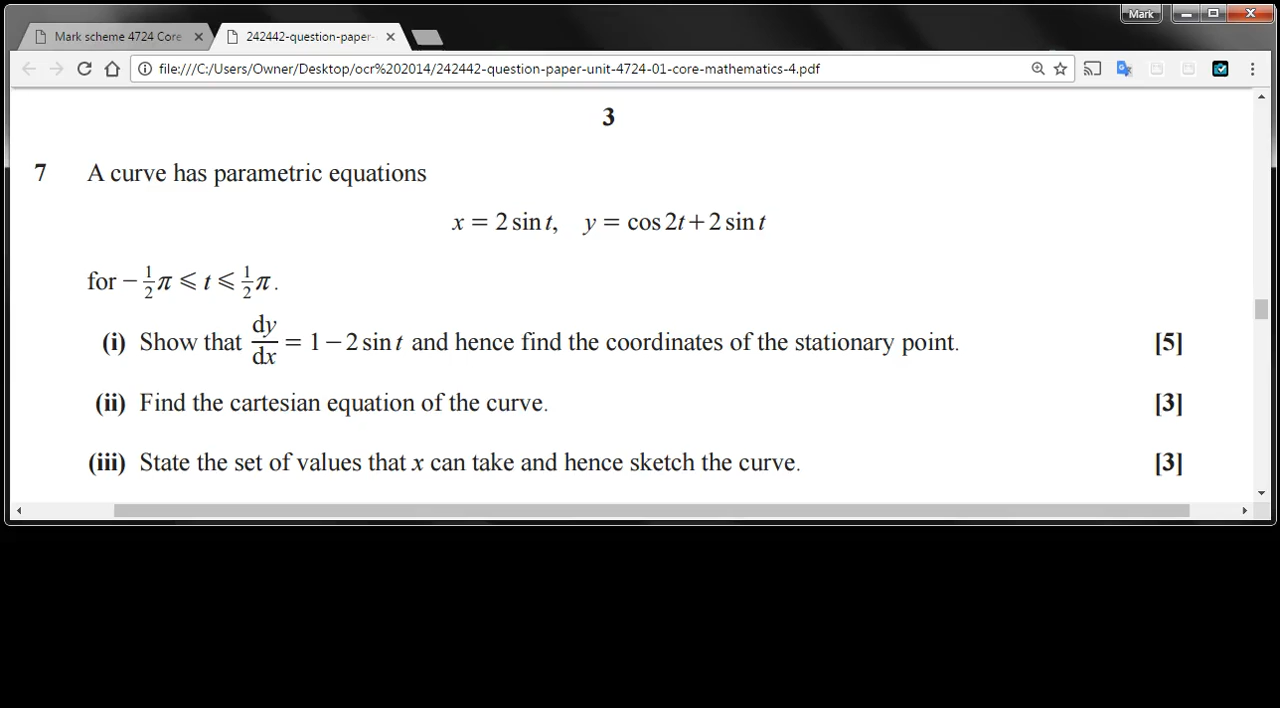 Mark
Mark scheme 4724 Core
242442-question-paper-
file:///C:/Users/Owner/Desktop/ocr%202014/242442-question-paper-unit-4724-01-core-mathematics-4.pdf
3
7 A curve has parametric equations
x = 2 sin t, y = cos 2t + 2 sin t
for −1/2 π ⩽ t ⩽ 1/2 π.
(i) Show that dy/dx = 1 − 2 sin t and hence find the coordinates of the stationary point. [5]
(ii) Find the cartesian equation of the curve. [3]
(iii) State the set of values that x can take and hence sketch the curve. [3]